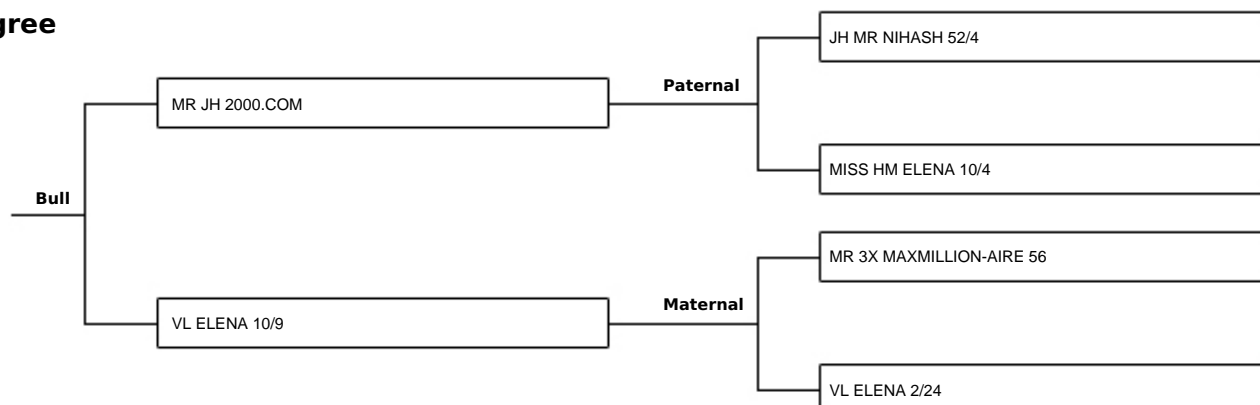 gree
JH MR NIHASH 52/4
MR JH 2000.COM
Paternal
MISS HM ELENA 10/4
Bull
MR 3X MAXMILLION-AIRE 56
VL ELENA 10/9
Maternal
VL ELENA 2/24